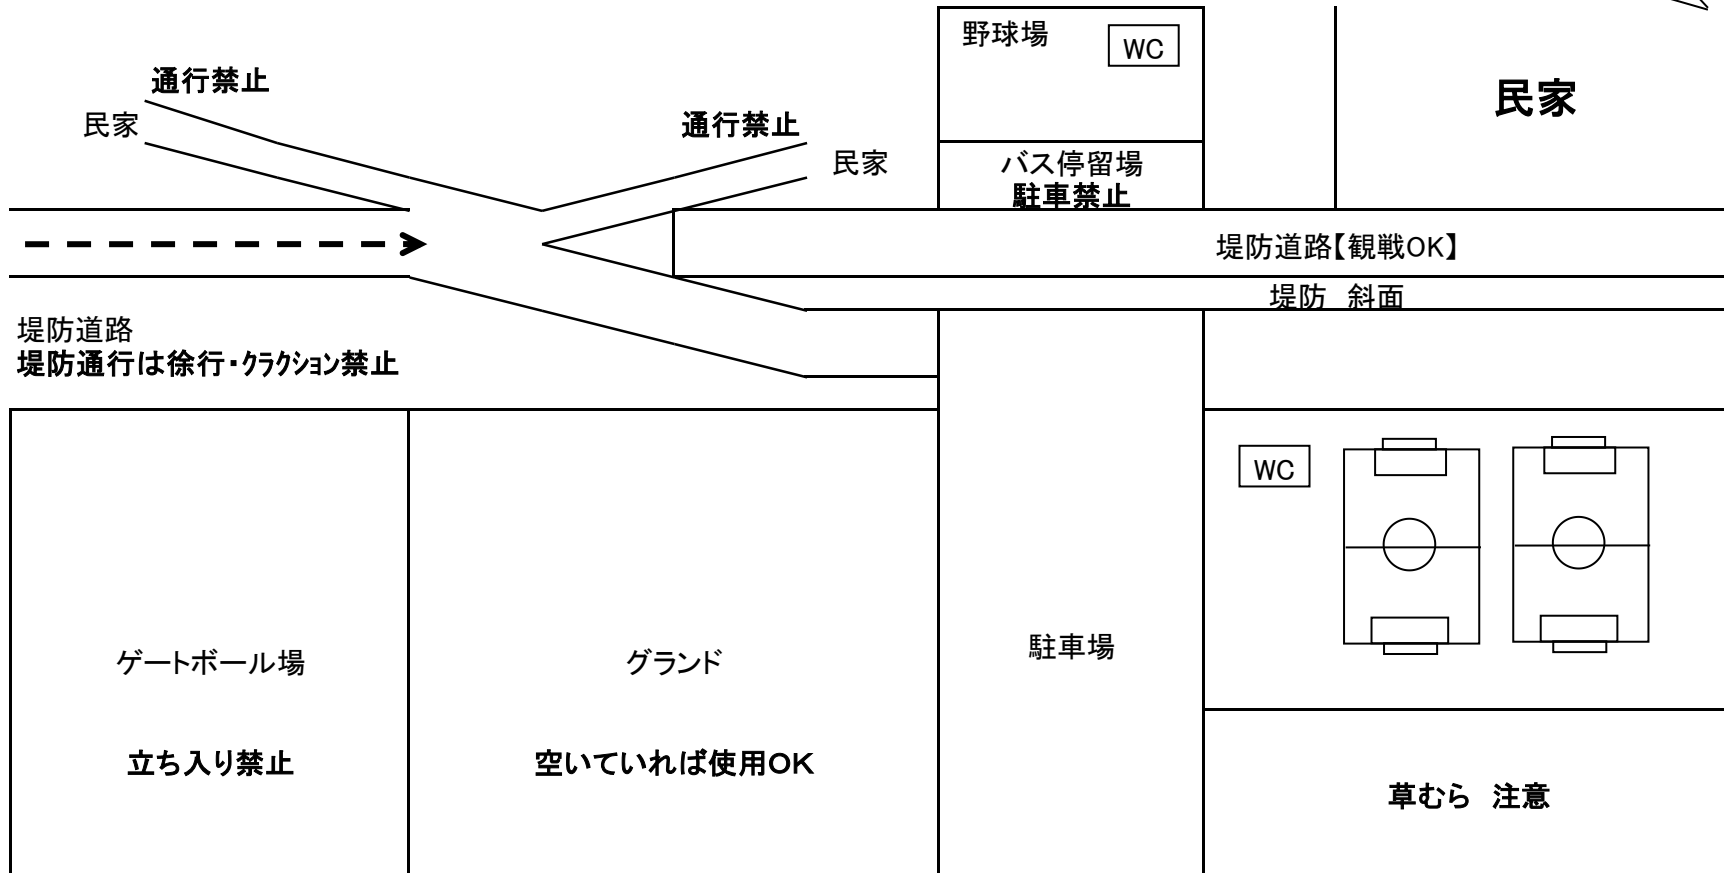 野球場
WC
通行禁止
民家
民家
通行禁止
民家
バス停留場
駐車禁止
堤防道路【観戦OK】
堤防　斜面
堤防道路
堤防通行は徐行・ｸﾗｸｼｮﾝ禁止
WC
ゲートボール場
グランド
駐車場
立ち入り禁止
空いていれば使用OK
草むら　注意